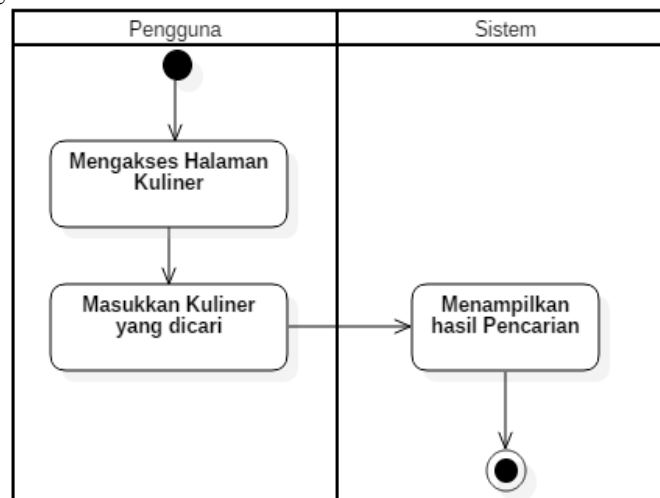 Pengguna
Sistem
Mengakses Halaman
Kuliner
Masukkan Kuliner
yang dicari
Menampilkan
hasil Pencarian